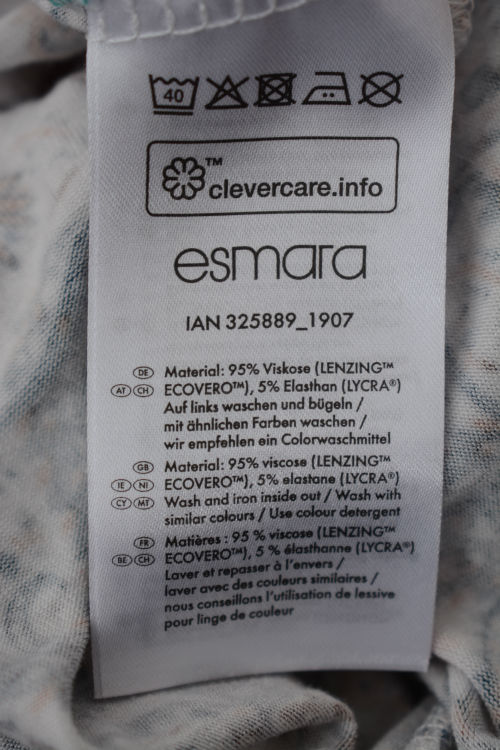 40
clevercare.info™
esmara
IAN 325889_1907
DE Material: 95% Viskose (LENZING™
AT CH ECOVERO™), 5% Elasthan (LYCRA®)
Auf links waschen und bügeln /
mit ähnlichen Farben waschen /
wir empfehlen ein Colorwaschmittel
GB Material: 95% viscose (LENZING™
IE NI ECOVERO™), 5% elastane (LYCRA®)
CY MT Wash and iron inside out / Wash with
similar colours / Use colour detergent
FR Matières : 95 % viscose (LENZING™
BE CH ECOVERO™), 5 % élasthanne (LYCRA®)
Laver et repasser à l'envers /
laver avec des couleurs similaires /
nous conseillons l'utilisation de lessive
pour linge de couleur